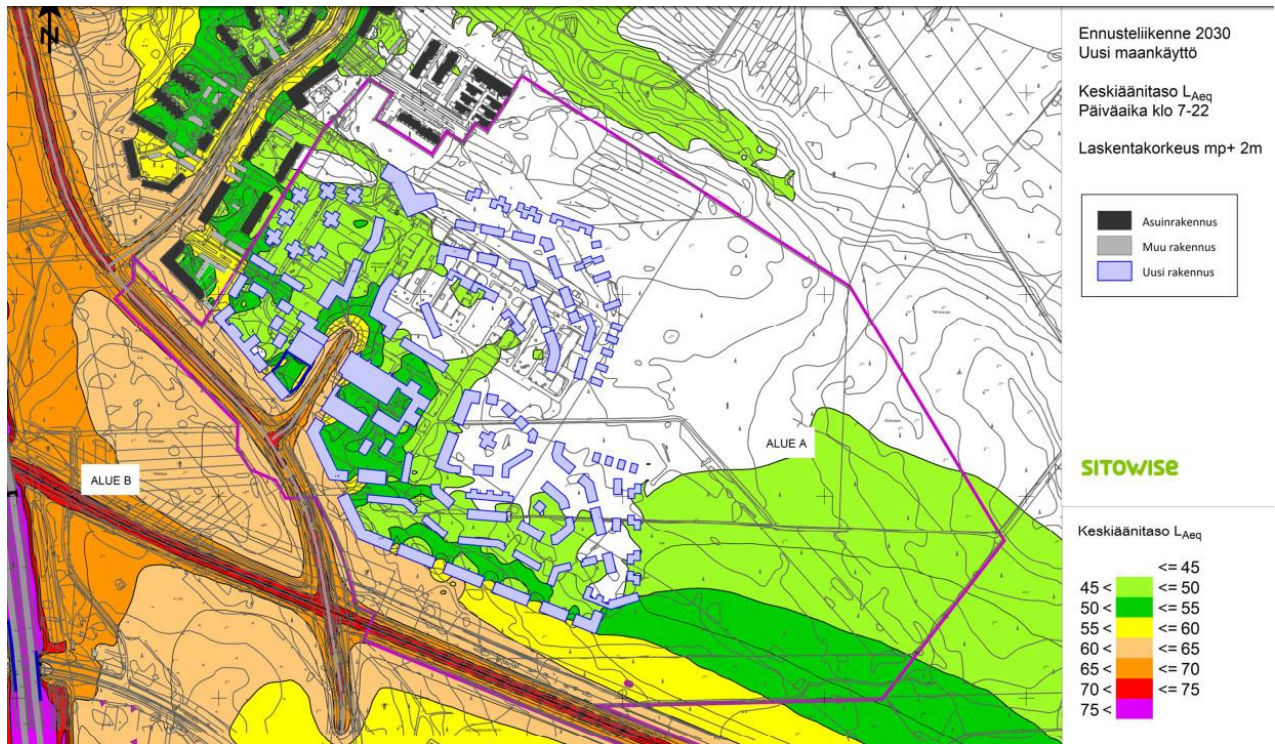 N
ALUE A
ALUE B
Ennusteliikenne 2030
Uusi maankäyttö
Keskiäänitaso LAeq
Päiväaika klo 7-22
Laskentakorkeus mp+ 2m
Asuinrakennus
Muu rakennus
Uusi rakennus
SITOWISE
Keskiäänitaso LAeq
<= 45
45 < <= 50
50 < <= 55
55 < <= 60
60 < <= 65
65 < <= 70
70 < <= 75
75 <